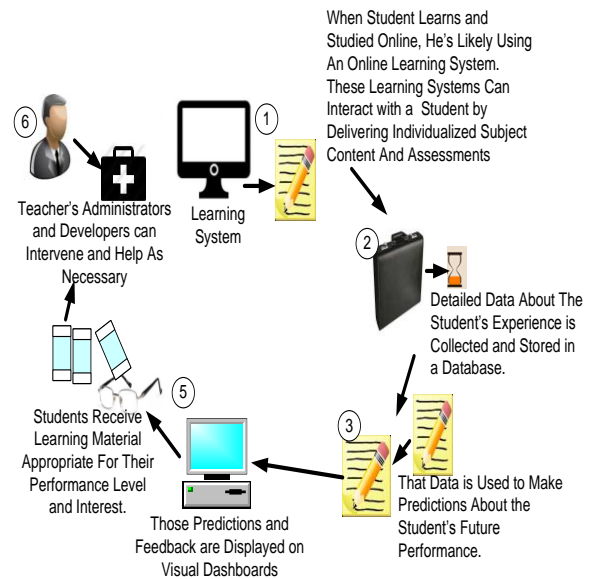 When Student Learns and
Studied Online, He's Likely Using
An Online Learning System.
These Learning Systems Can
Interact with a Student by
Delivering Individualized Subject
Content And Assessments
1
Learning
System
2
Detailed Data About The
Student's Experience is
Collected and Stored in
a Database.
3
That Data is Used to Make
Predictions About the
Student's Future
Performance.
Those Predictions and
Feedback are Displayed on
Visual Dashboards
5
Students Receive
Learning Material
Appropriate For Their
Performance Level
and Interest.
6
Teacher's Administrators
and Developers can
Intervene and Help As
Necessary